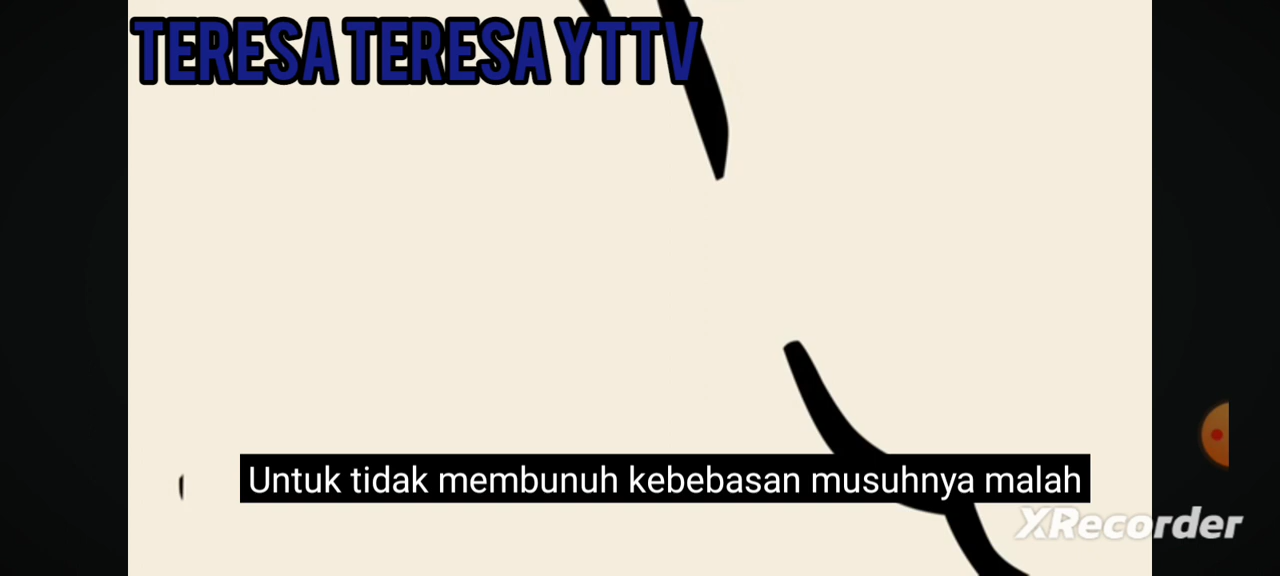 TERESA TERESA YTTV
Untuk tidak membunuh kebebasan musuhnya malah
XRecorder